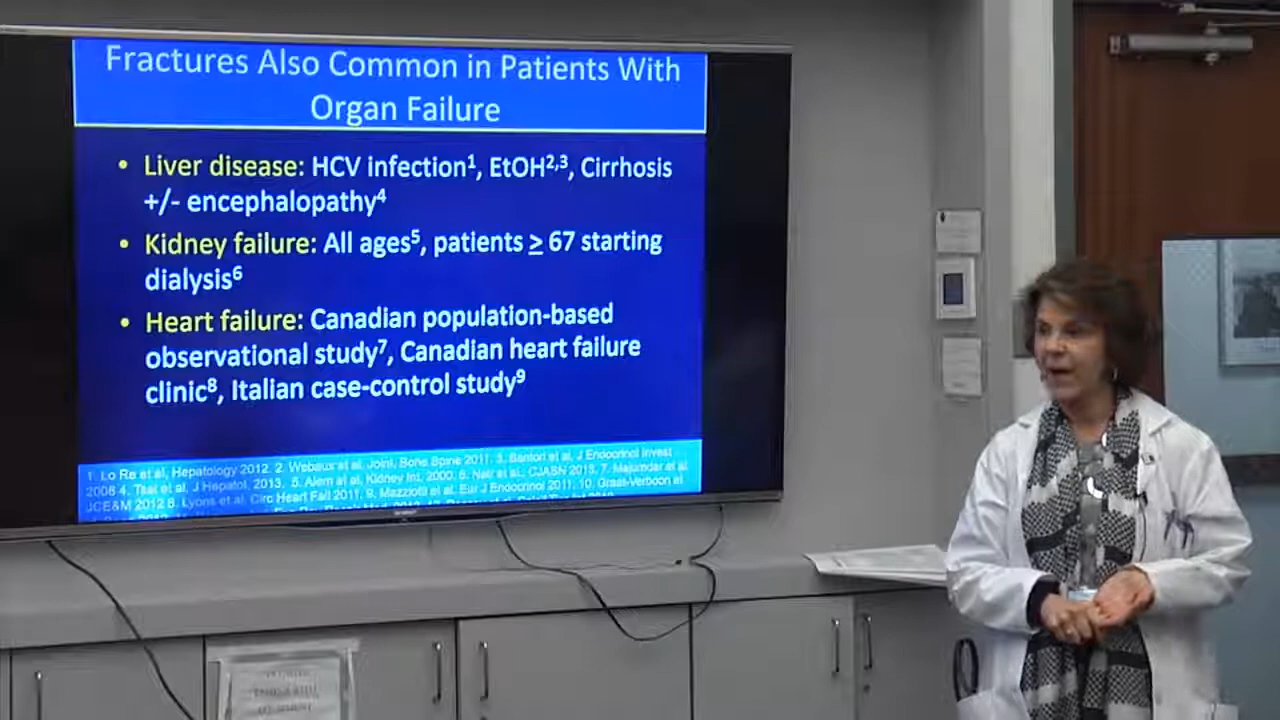 Fractures Also Common in Patients With
Organ Failure
• Liver disease: HCV infection¹, EtOH²,³, Cirrhosis
+/- encephalopathy⁴
• Kidney failure: All ages⁵, patients ≥ 67 starting
dialysis⁶
• Heart failure: Canadian population-based
observational study⁷, Canadian heart failure
clinic⁸, Italian case-control study⁹
1. Lo Re et al, Hepatology 2012. 2. Webaux et al, Joint, Bone Spine 2011. 3. Santori et al, J Endocrinol Invest
2008 4. Tsai et al, J Hepatol, 2013. 5. Alem et al, Kidney Int, 2000. 6. Nair et al., CJASN 2013. 7. Majumdar et al
JCE&M 2012 8. Lyons et al, Circ Heart Fail 2011. 9. Mazziotti et al, Eur J Endocrinol 2011. 10. Graat-Verboom et